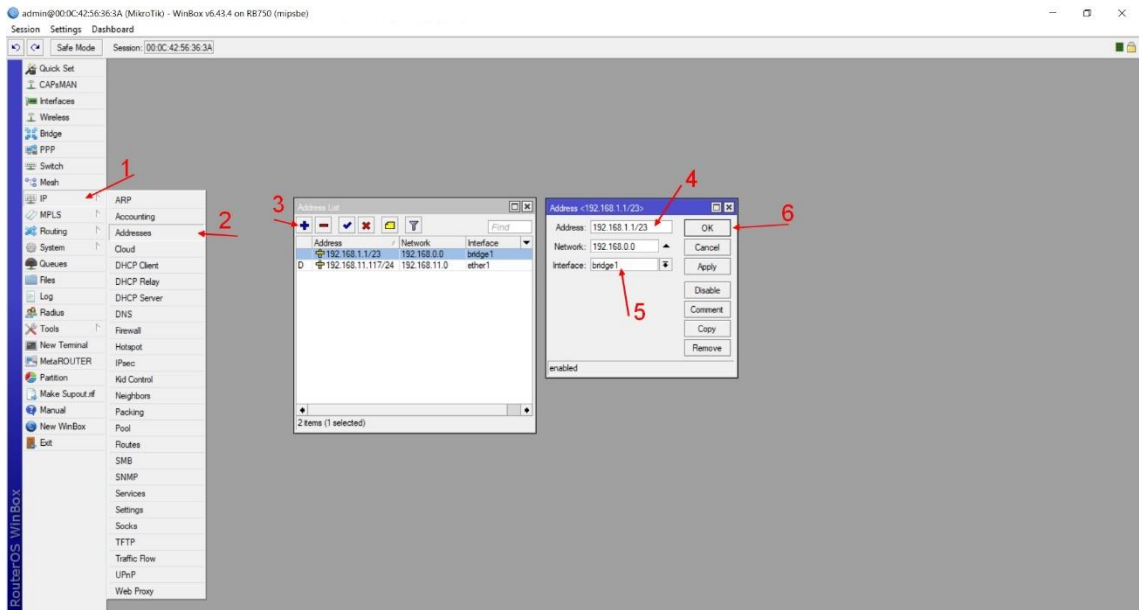 admin@00:0C:42:56:36:3A (MikroTik) - WinBox v6.43.4 on RB750 (mipsbe)
Session Settings Dashboard
Safe Mode Session: 00:0C:42:56:36:3A
Quick Set
CAPsMAN
Interfaces
Wireless
Bridge
PPP
Switch
Mesh
IP
MPLS
Routing
System
Queues
Files
Log
Radius
Tools
New Terminal
MetaROUTER
Partition
Make Supout.rif
Manual
New WinBox
Exit
RouterOS WinBox
1
ARP
Accounting
Addresses
Cloud
DHCP Client
DHCP Relay
DHCP Server
DNS
Firewall
Hotspot
IPsec
Kid Control
Neighbors
Packing
Pool
Routes
SMB
SNMP
Services
Settings
Socks
TFTP
Traffic Flow
UPnP
Web Proxy
2
3
Address List
Find
Address Network Interface
192.168.1.1/23 192.168.0.0 bridge1
D 192.168.11.117/24 192.168.11.0 ether1
2 items (1 selected)
4
Address <192.168.1.1/23>
Address: 192.168.1.1/23 OK
Network: 192.168.0.0 Cancel
Interface: bridge1 Apply
Disable
Comment
Copy
Remove
enabled
5
6